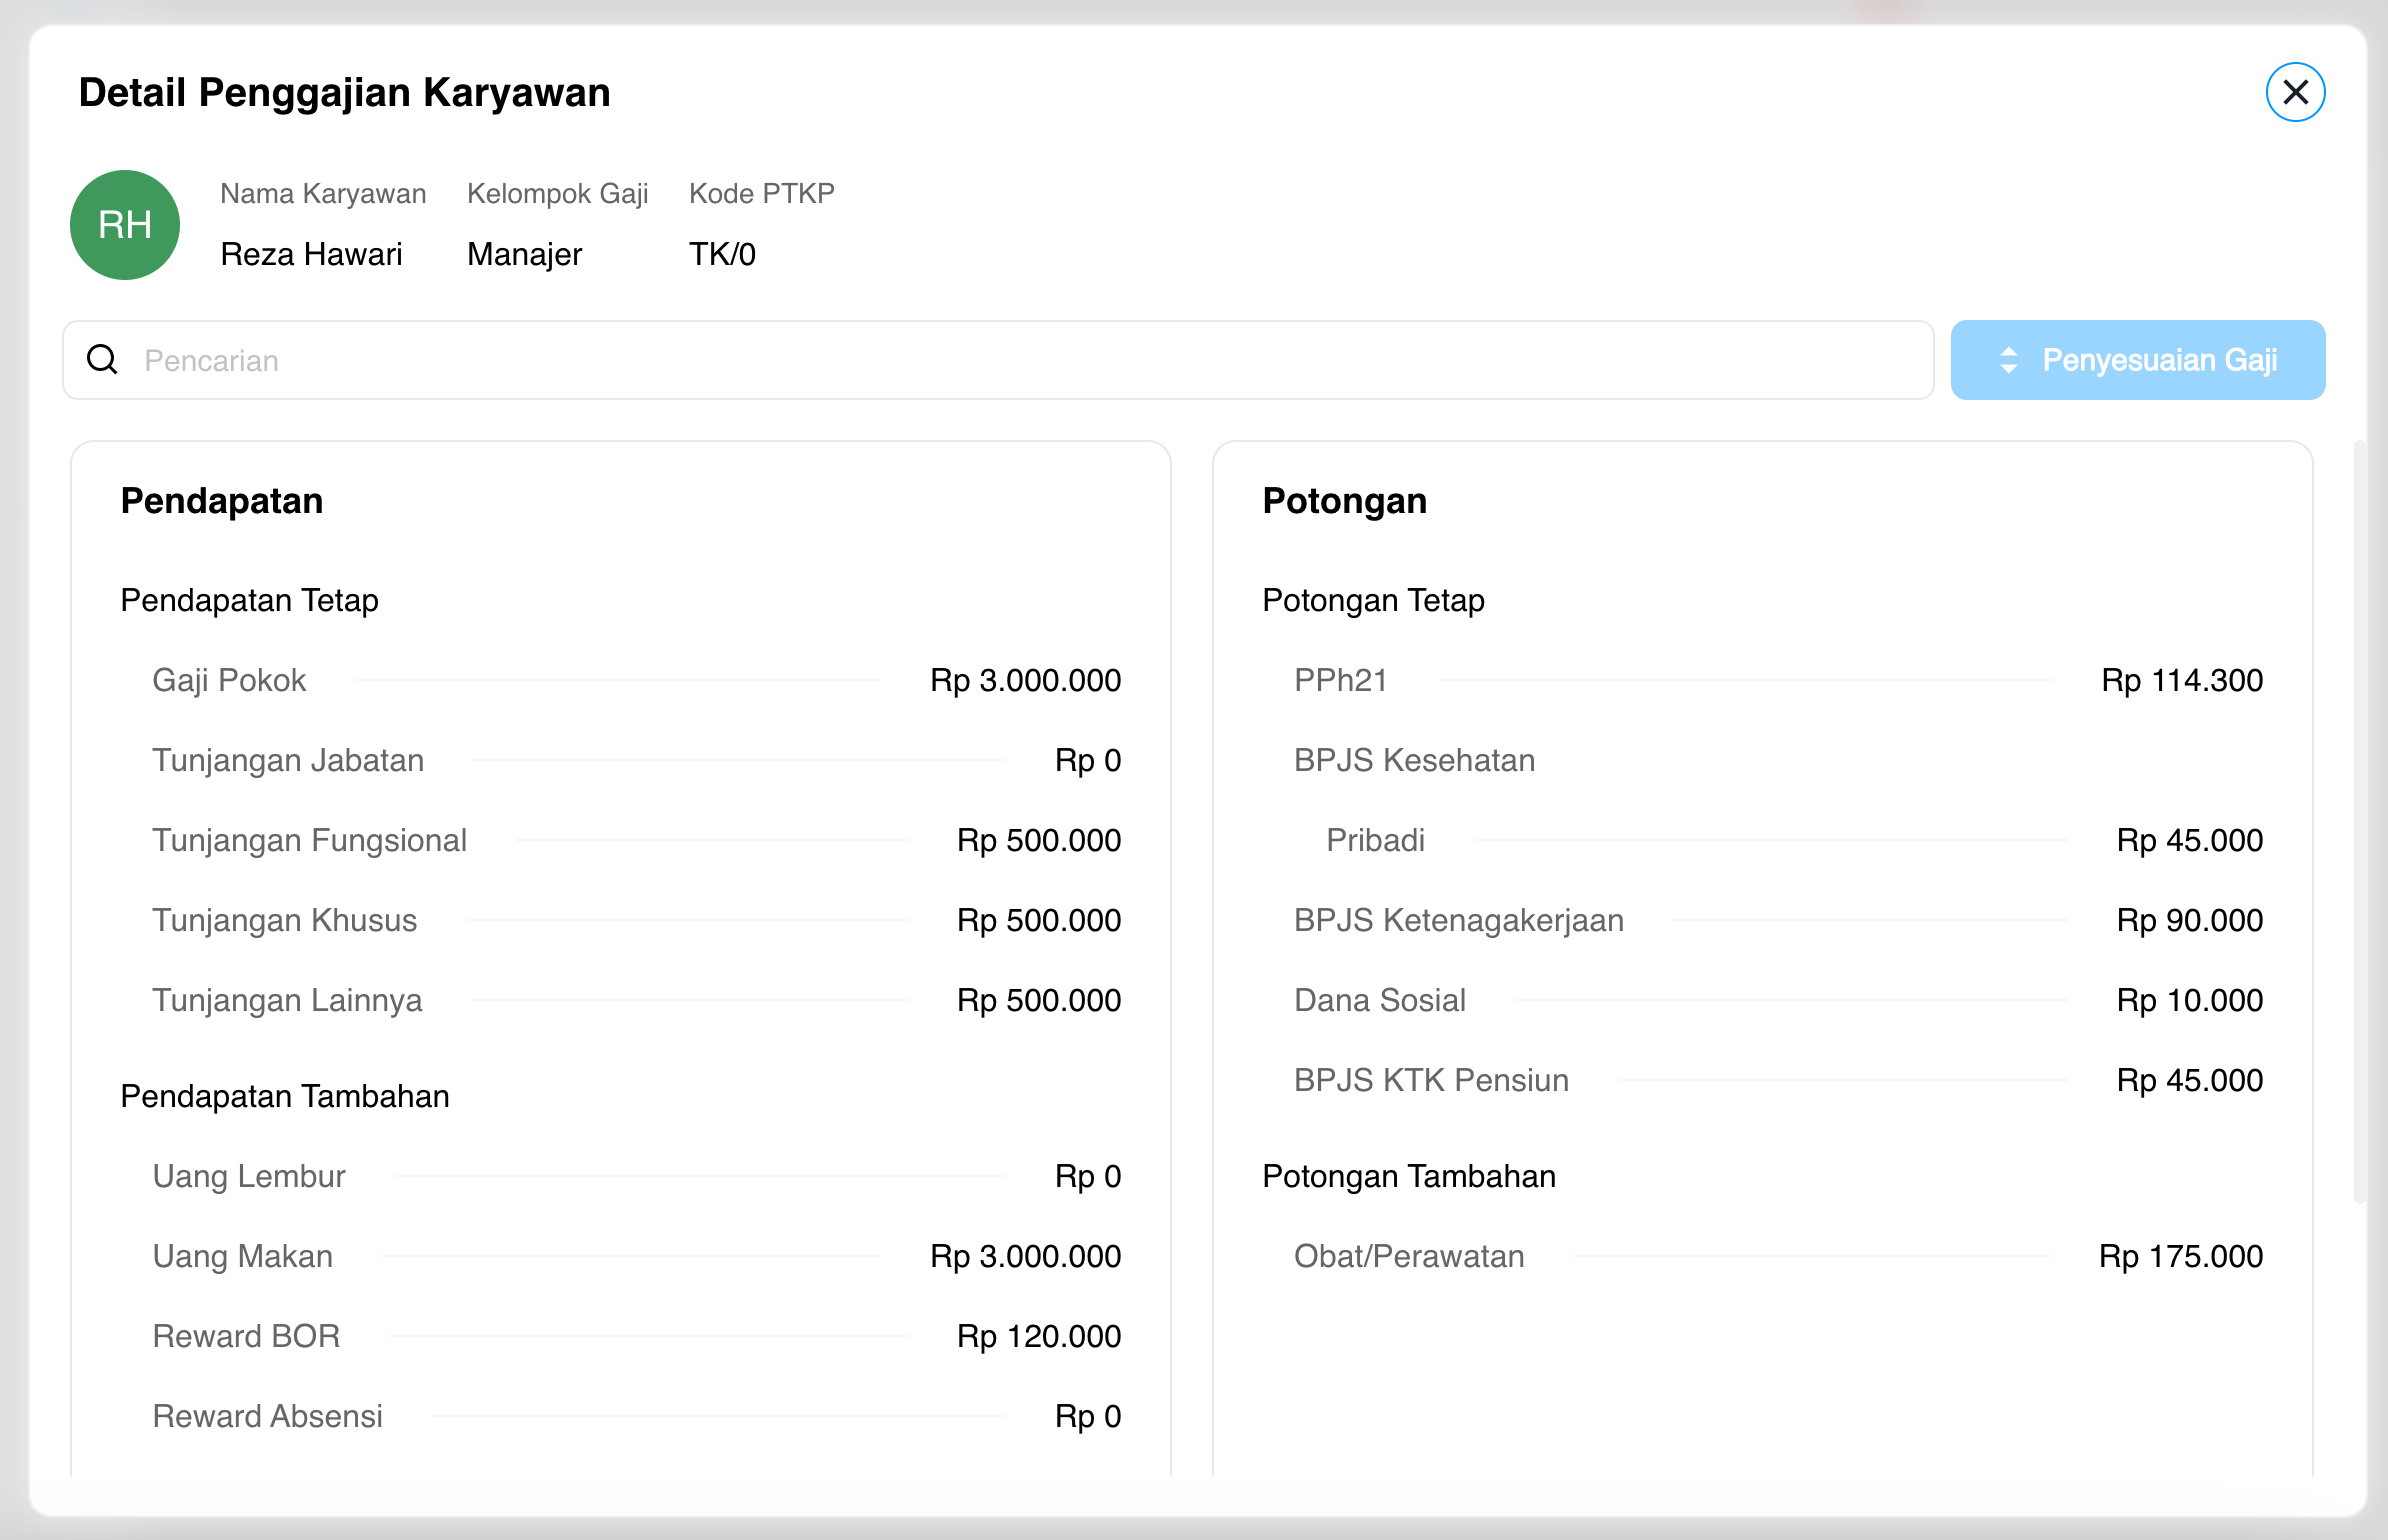 Detail Penggajian Karyawan
RH
Nama Karyawan Kelompok Gaji Kode PTKP
Reza Hawari Manajer TK/0
Pencarian
Penyesuaian Gaji
Pendapatan
Pendapatan Tetap
Gaji Pokok Rp 3.000.000
Tunjangan Jabatan Rp 0
Tunjangan Fungsional Rp 500.000
Tunjangan Khusus Rp 500.000
Tunjangan Lainnya Rp 500.000
Pendapatan Tambahan
Uang Lembur Rp 0
Uang Makan Rp 3.000.000
Reward BOR Rp 120.000
Reward Absensi Rp 0
Potongan
Potongan Tetap
PPh21 Rp 114.300
BPJS Kesehatan
Pribadi Rp 45.000
BPJS Ketenagakerjaan Rp 90.000
Dana Sosial Rp 10.000
BPJS KTK Pensiun Rp 45.000
Potongan Tambahan
Obat/Perawatan Rp 175.000